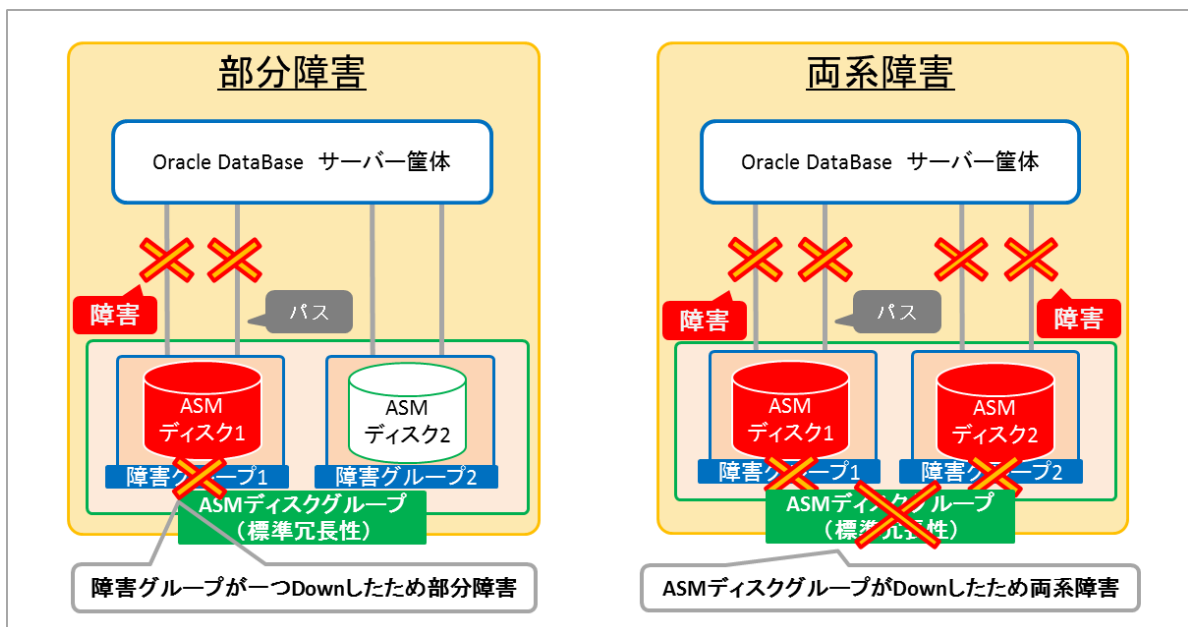 部分障害
Oracle DataBase サーバー筐体
障害
パス
ASM
ディスク1
ASM
ディスク2
障害グループ1
障害グループ2
ASMディスクグループ
(標準冗長性)
障害グループが一つDownしたため部分障害
両系障害
Oracle DataBase サーバー筐体
障害
パス
障害
ASM
ディスク1
ASM
ディスク2
障害グループ1
障害グループ2
ASMディスクグループ
(標準冗長性)
ASMディスクグループがDownしたため両系障害